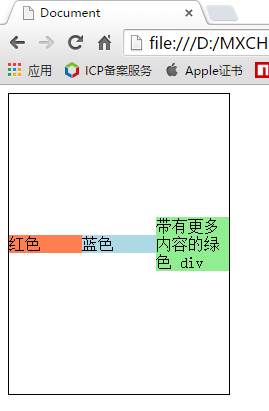 Document
file:///D:/MXCH
应用 ICP备案服务 Apple证书
红色
蓝色
带有更多
内容的绿
色 div